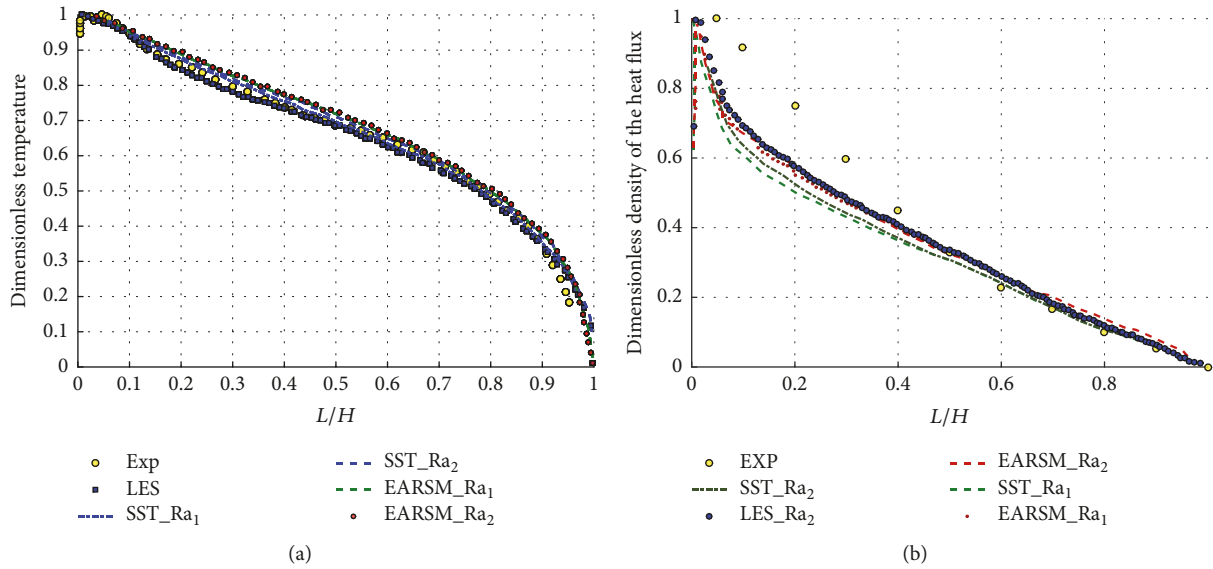 1
0.9
0.8
0.7
0.6
0.5
0.4
0.3
0.2
0.1
0
Dimensionless temperature
0 0.1 0.2 0.3 0.4 0.5 0.6 0.7 0.8 0.9 1
L/H
Exp
LES
SST_Ra₁
SST_Ra₂
EARSM_Ra₁
EARSM_Ra₂
(a)
1
0.8
0.6
0.4
0.2
0
Dimensionless density of the heat flux
0 0.2 0.4 0.6 0.8 1
L/H
EXP
SST_Ra₂
LES_Ra₂
EARSM_Ra₂
SST_Ra₁
EARSM_Ra₁
(b)